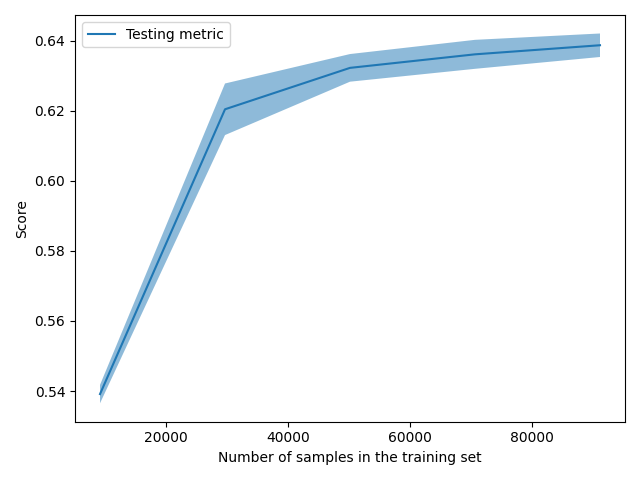 Testing metric
0.64
0.62
0.60
0.58
0.56
0.54
Score
20000 40000 60000 80000
Number of samples in the training set